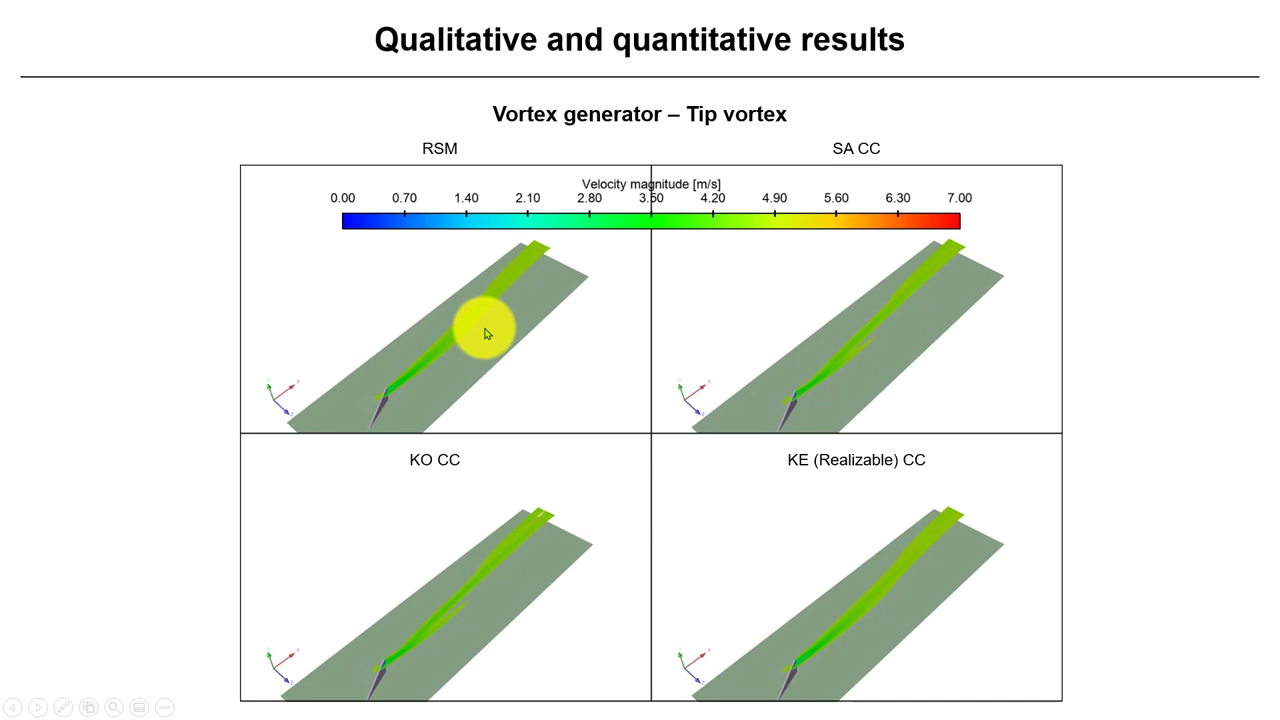 Qualitative and quantitative results
Vortex generator – Tip vortex
RSM
SA CC
Velocity magnitude [m/s]
0.00 0.70 1.40 2.10 2.80 3.50 4.20 4.90 5.60 6.30 7.00
KO CC
KE (Realizable) CC